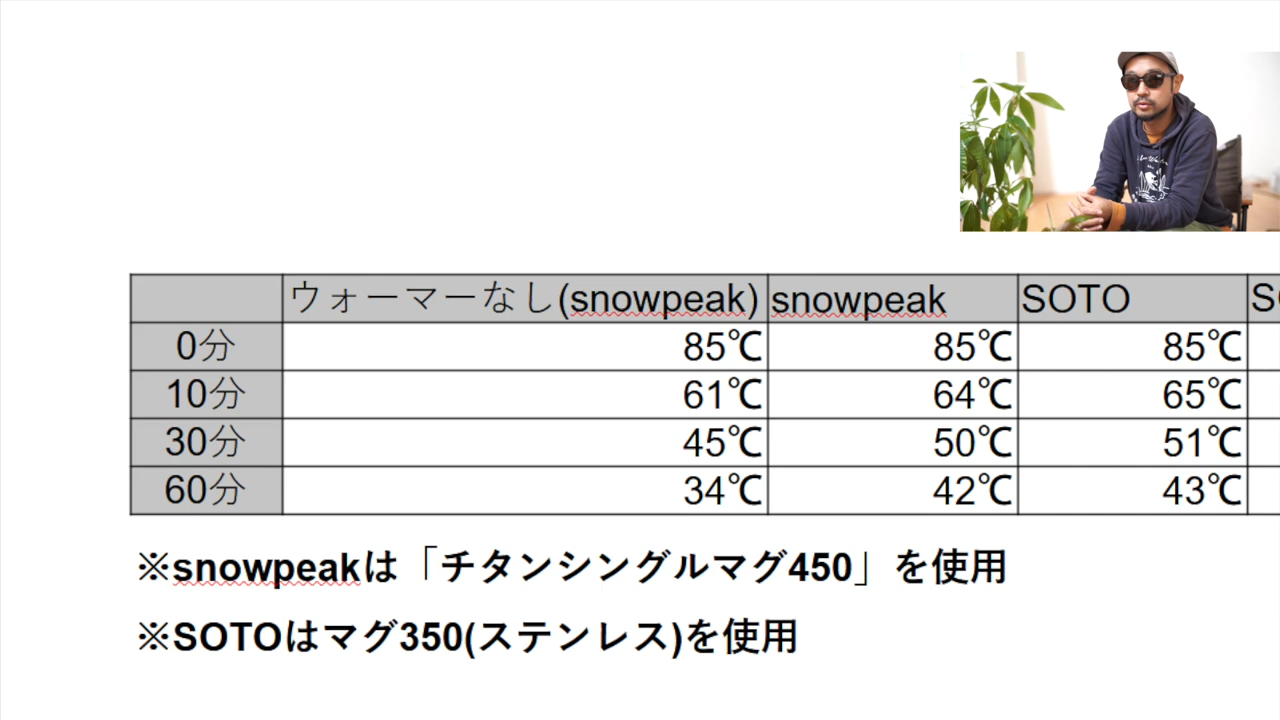 ウォーマーなし(snowpeak) snowpeak SOTO
0分 85℃ 85℃ 85℃
10分 61℃ 64℃ 65℃
30分 45℃ 50℃ 51℃
60分 34℃ 42℃ 43℃
※snowpeakは「チタンシングルマグ450」を使用
※SOTOはマグ350(ステンレス)を使用